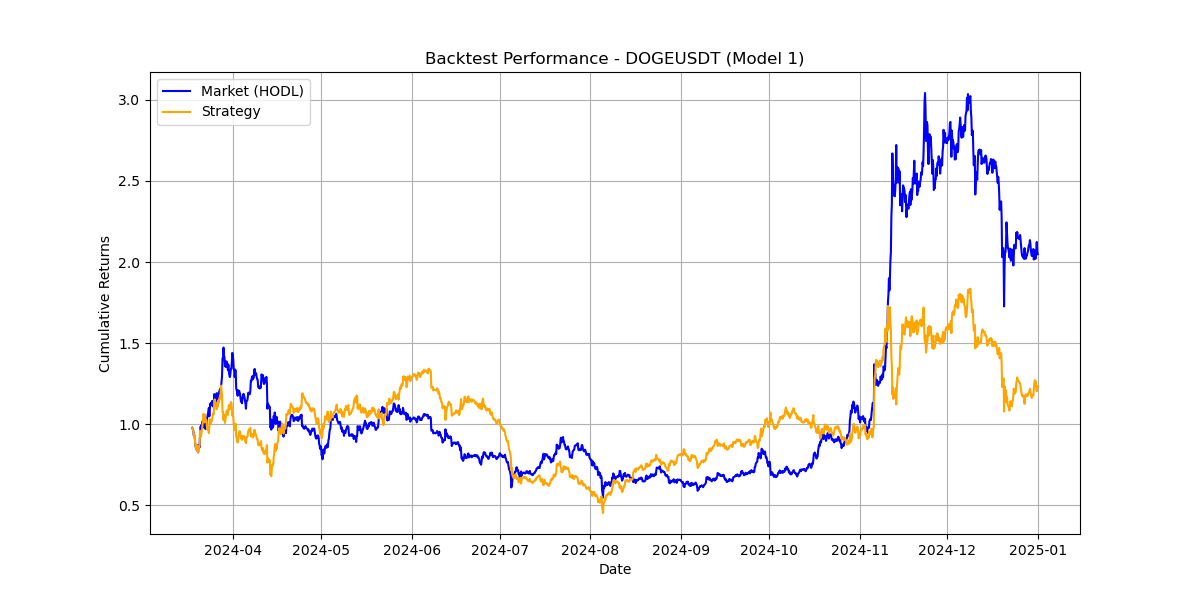 Backtest Performance - DOGEUSDT (Model 1)
Market (HODL)
Strategy
Cumulative Returns
3.0
2.5
2.0
1.5
1.0
0.5
2024-04 2024-05 2024-06 2024-07 2024-08 2024-09 2024-10 2024-11 2024-12 2025-01
Date